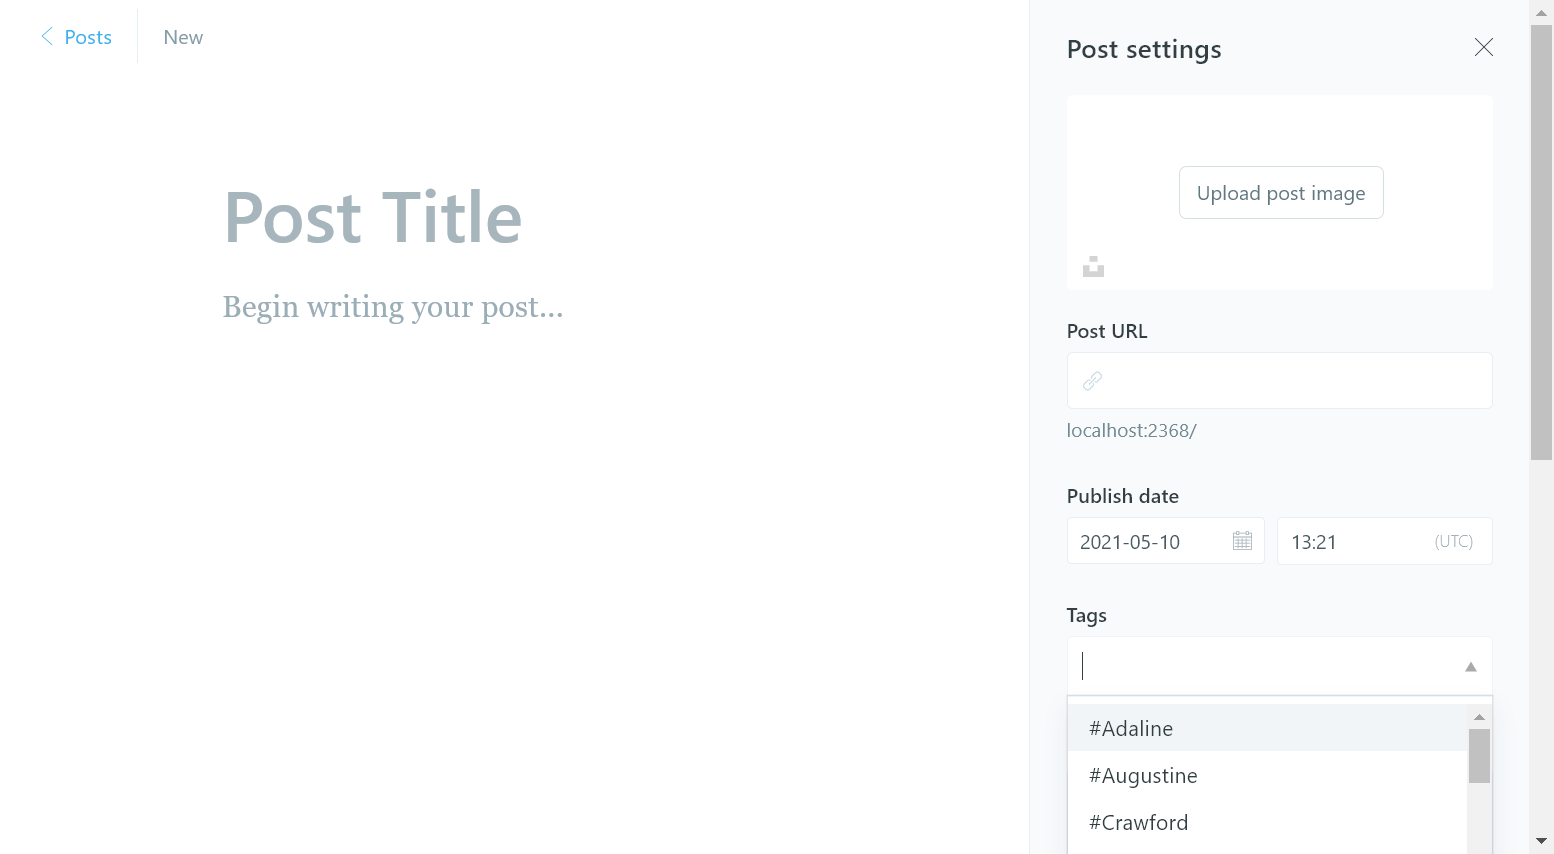 Posts
New
Post settings
Upload post image
Post Title
Begin writing your post...
Post URL
localhost:2368/
Publish date
2021-05-10
13:21
(UTC)
Tags
#Adaline
#Augustine
#Crawford